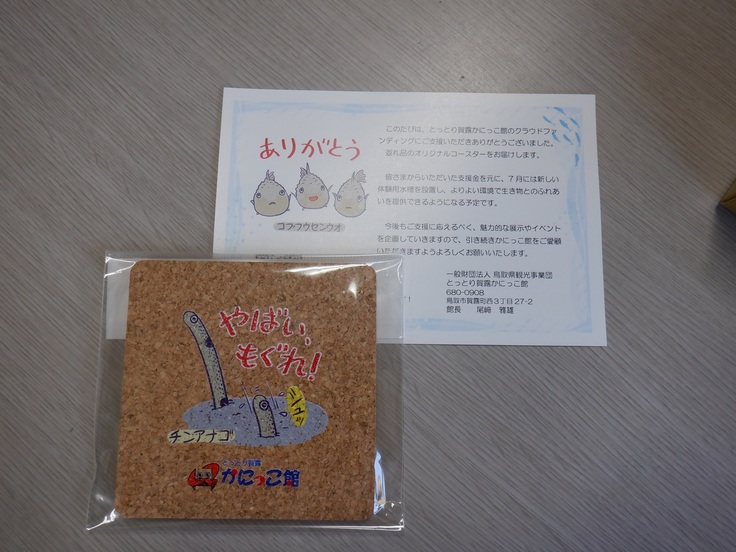 ありがとう
コブフウセンウオ
このたびは、とっとり賀露かにっこ館のクラウドファ
ンディングにご支援いただきありがとうございました。
返礼品のオリジナルコースターをお届けします。
皆さまからいただいた支援金を元に、7月には新しい
体験用水槽を設置し、よりよい環境で生き物とのふれあ
いを提供できるようになる予定です。
今後もご支援に応えるべく、魅力的な展示やイベント
を企画していきますので、引き続きかにっこ館をご愛顧
いただきますようよろしくお願いいたします。
一般財団法人 鳥取県観光事業団
とっとり賀露かにっこ館
680-0908
鳥取市賀露町西3丁目27-2
館長 尾﨑 雅雄
やばい、
もぐれ!
シュッ
チンアナゴ
とっとり賀露
かにっこ館